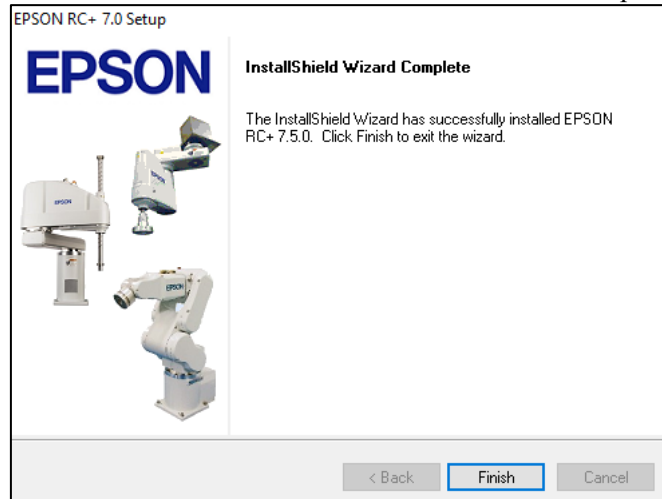 EPSON RC+ 7.0 Setup
EPSON
InstallShield Wizard Complete
The InstallShield Wizard has successfully installed EPSON
RC+ 7.5.0. Click Finish to exit the wizard.
EPSON
EPSON
EPSON
< Back
Finish
Cancel